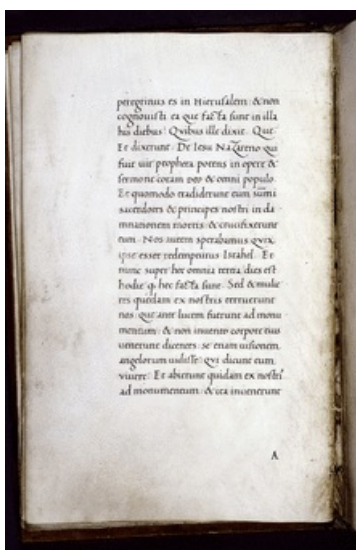 peregrinus es in Hierusalem & non
cognouisti ea que facta sunt in illa
his diebus? Quibus ille dixit. Que?
Et dixerunt. De Iesu NaZareno qui
fuit uir propheta potens in opere &
sermone coram deo & omni populo.
Et quomodo tradiderunt eum sūmi
sacerdotes & principes nostri in da
mnationem mortis & crucifixerunt
eum. Nos autem sperabamus quia
ipse esset redempturus Israhel. Et
nunc super hec omnia tertia dies est
hodie q hec facta sunt. Sed & mulie
res quedam ex nostris terruerunt
nos que ante lucem fuerunt ad monu
mentum: & non inuento corpore eius
uenerunt dicentes se etiam uisionem
angelorum uidisse: qui dicunt eum
uiuere. Et abierunt quidam ex nostris
ad monumentum. & ita inuenerunt
A